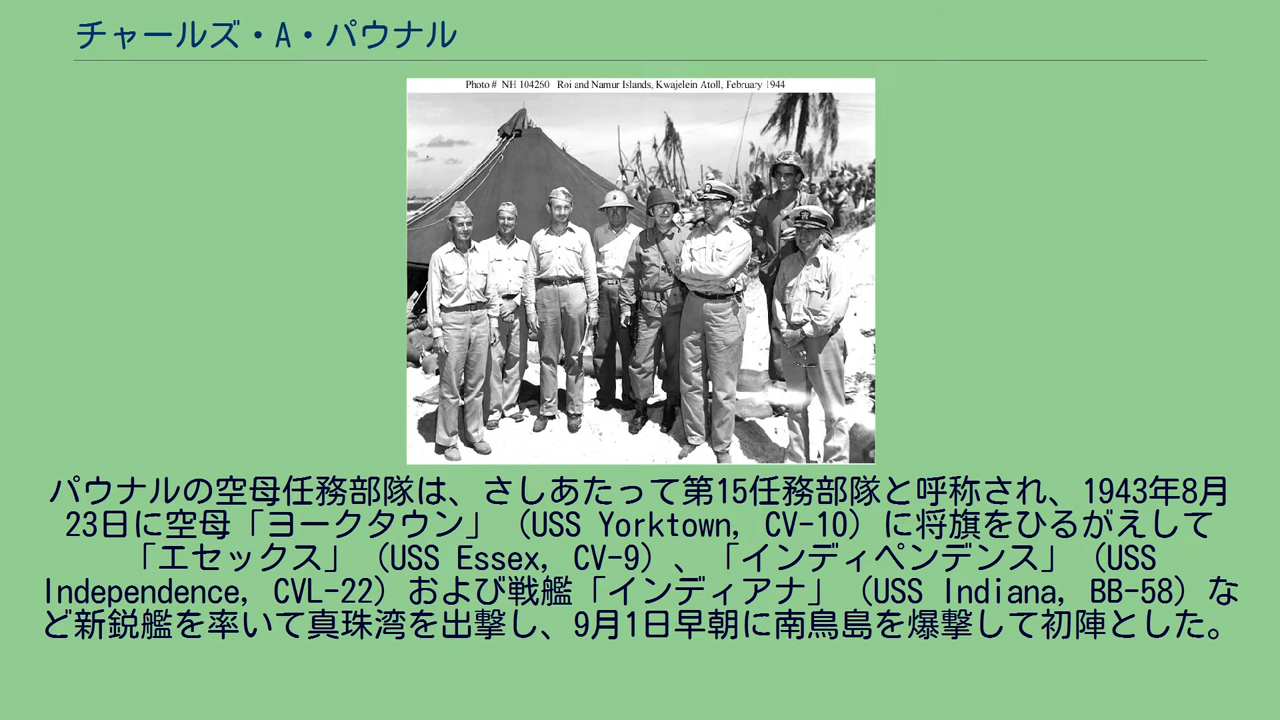 チャールズ・A・パウナル
Photo # NH 104260 Roi and Namur Islands, Kwajelein Atoll, February 1944
パウナルの空母任務部隊は、さしあたって第15任務部隊と呼称され、1943年8月
23日に空母「ヨークタウン」（USS Yorktown, CV-10）に将旗をひるがえして
「エセックス」（USS Essex, CV-9）、「インディペンデンス」（USS
Independence, CVL-22）および戦艦「インディアナ」（USS Indiana, BB-58）な
ど新鋭艦を率いて真珠湾を出撃し、9月1日早朝に南鳥島を爆撃して初陣とした。